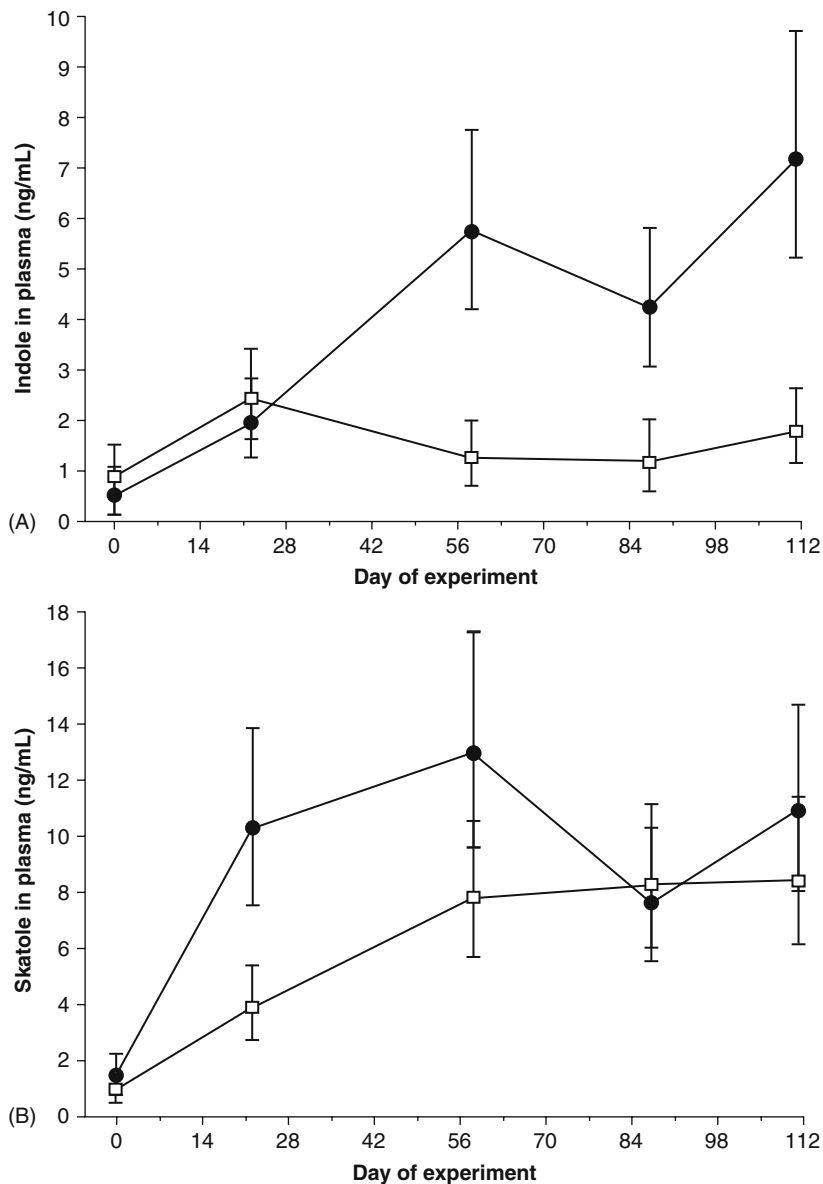 10
9
8
7
6
5
4
3
2
1
0
Indole in plasma (ng/mL)
(A)
0 14 28 42 56 70 84 98 112
Day of experiment
18
16
14
12
10
8
6
4
2
0
Skatole in plasma (ng/mL)
(B)
0 14 28 42 56 70 84 98 112
Day of experiment